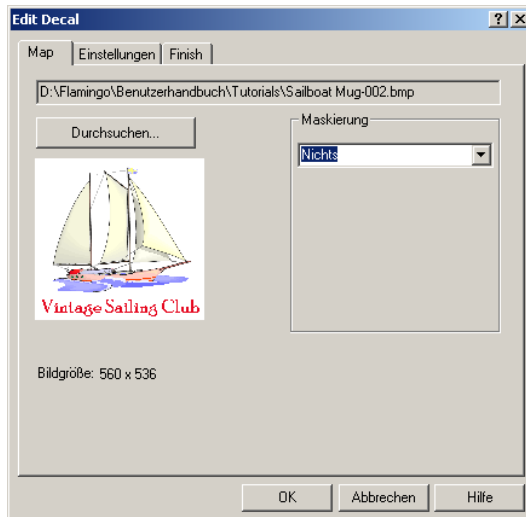 Edit Decal
Map Einstellungen Finish
D:\Flamingo\Benutzerhandbuch\Tutorials\Sailboat Mug-002.bmp
Durchsuchen...
Maskierung
Nichts
Vintage Sailing Club
Bildgröße: 560 x 536
OK Abbrechen Hilfe